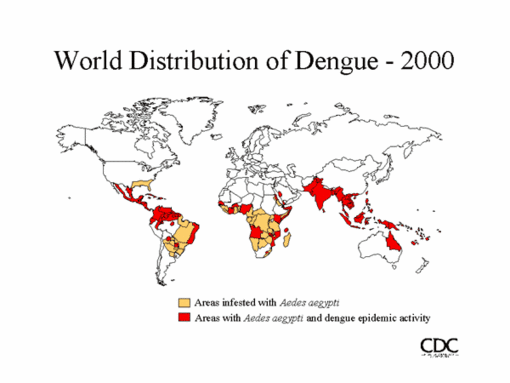 World Distribution of Dengue - 2000
Areas infested with Aedes aegypti
Areas with Aedes aegypti and dengue epidemic activity
CDC